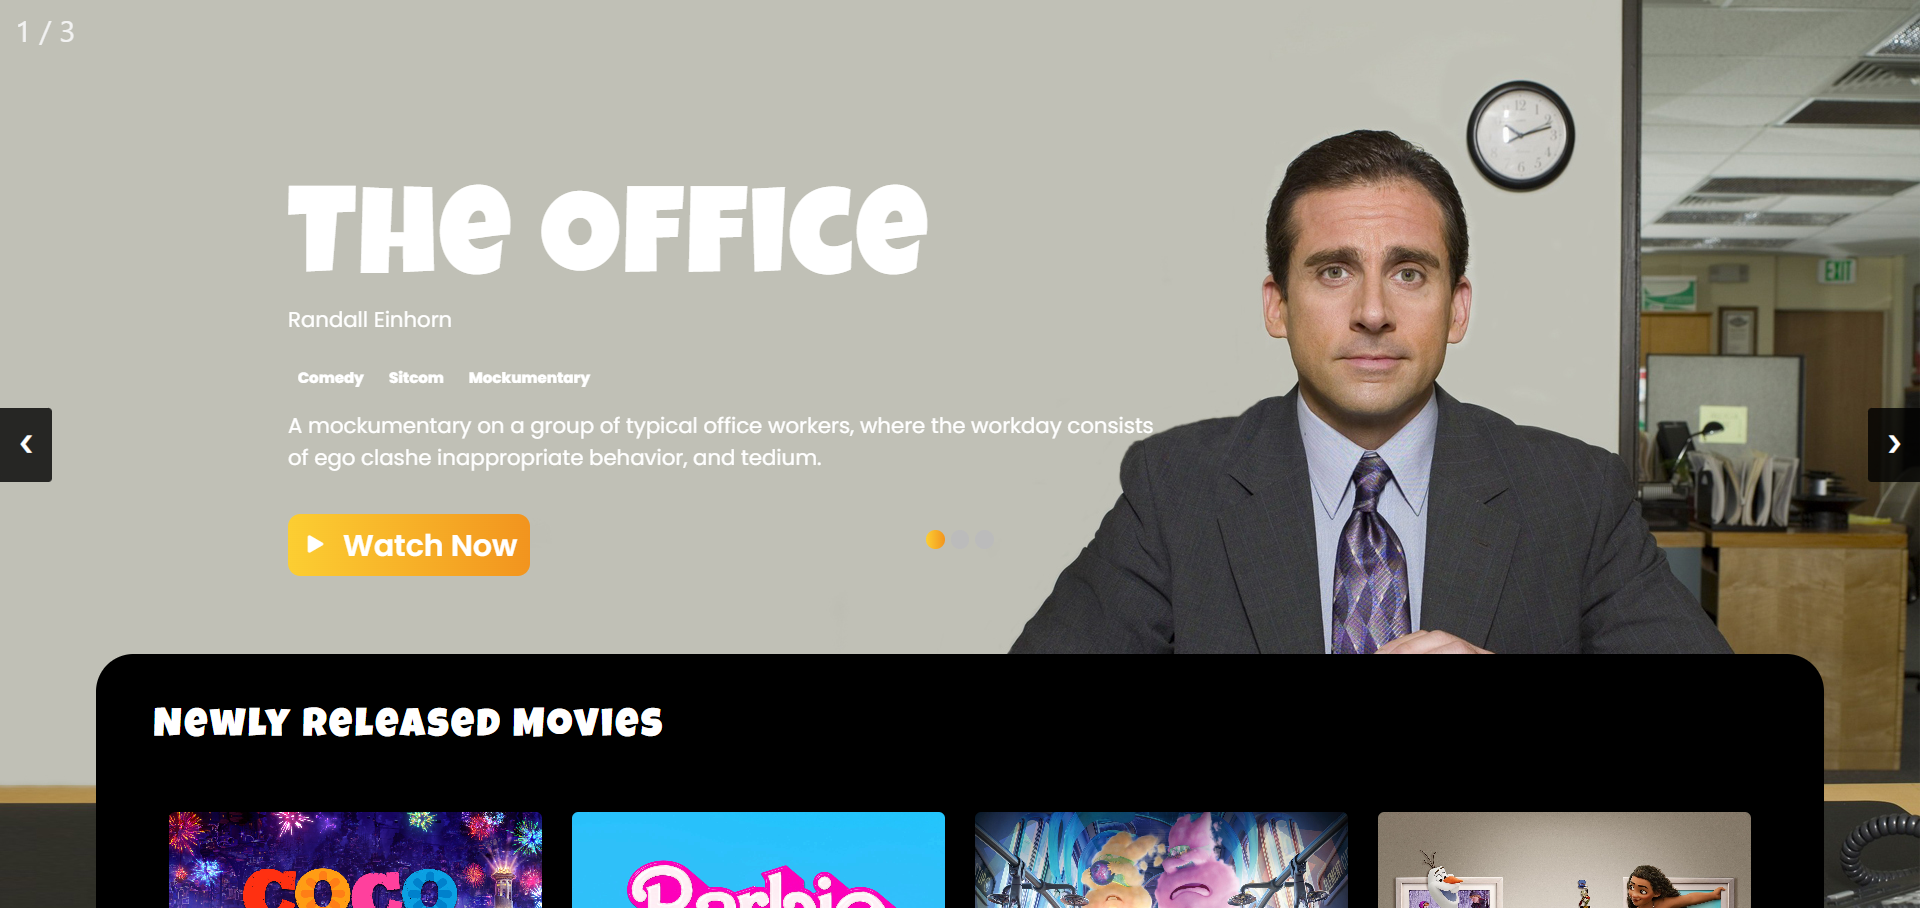 1 / 3
THE OFFICE
Randall Einhorn
Comedy Sitcom Mockumentary
A mockumentary on a group of typical office workers, where the workday consists
of ego clashe inappropriate behavior, and tedium.
❮
❯
Watch Now
EXIT
Newly Released Movies
COCO
Barbie